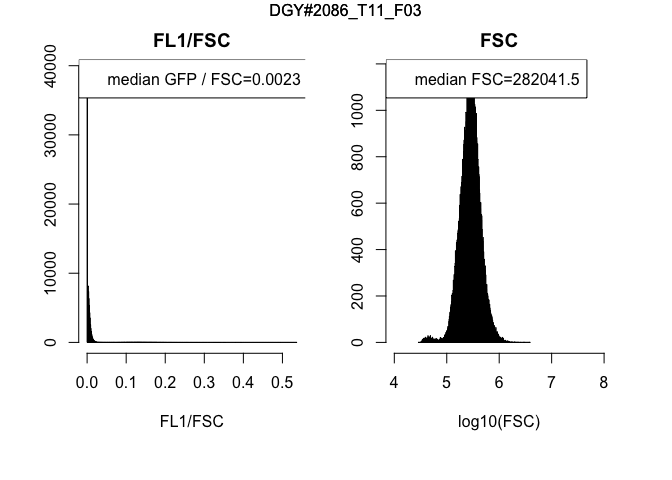 DGY#2086_T11_F03
FL1/FSC
median GFP / FSC=0.0023
40000
30000
20000
10000
0
0.0 0.1 0.2 0.3 0.4 0.5
FL1/FSC
FSC
median FSC=282041.5
1000
800
600
400
200
0
4 5 6 7 8
log10(FSC)